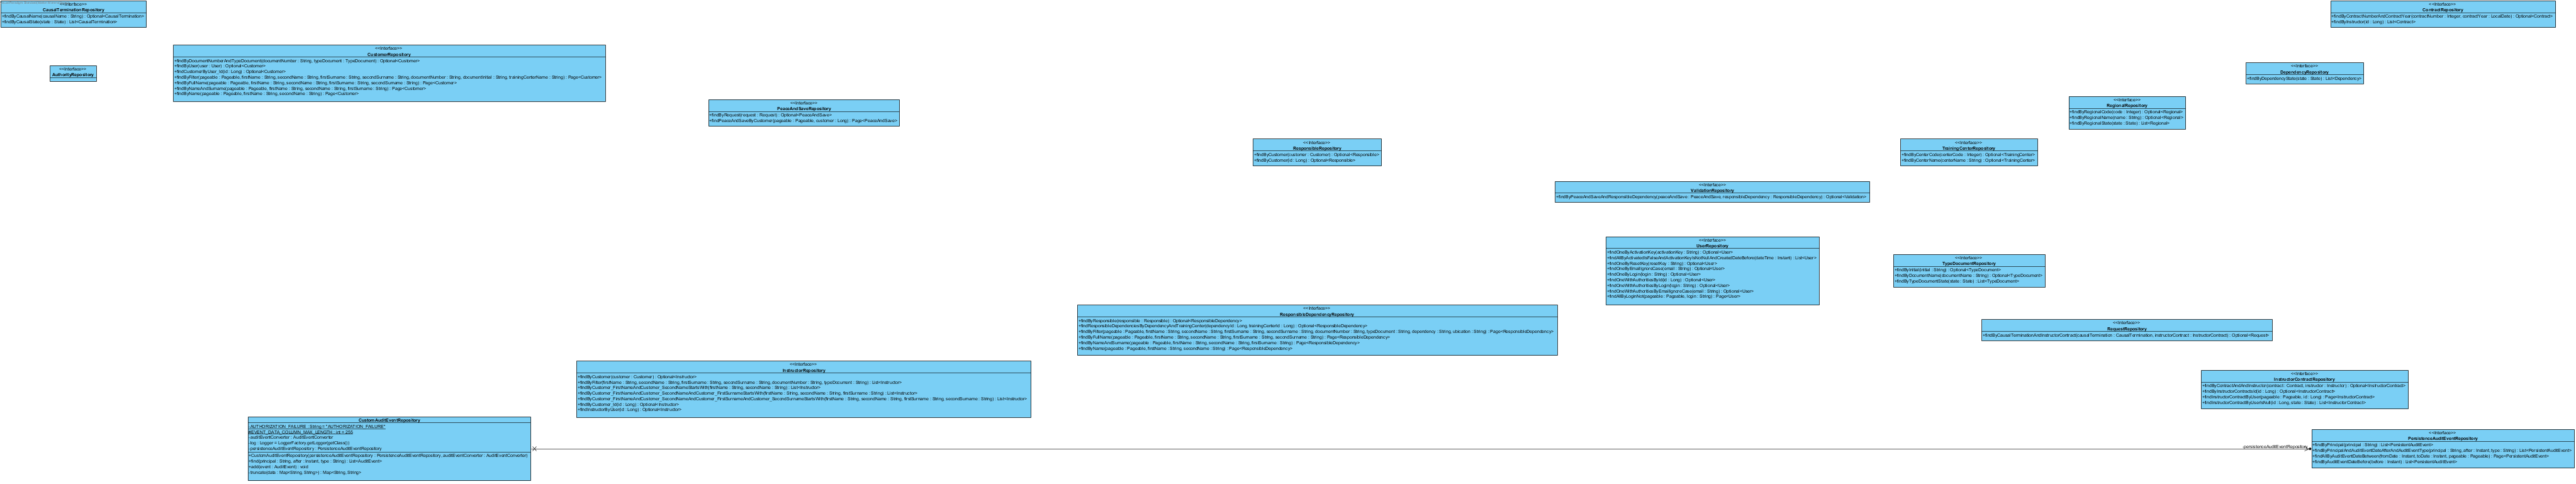 <<Interface>>
CausalTerminationRepository
+findByCausalName(causalName : String) : Optional<CausalTermination>
+findByCausalState(state : State) : List<CausalTermination>
<<Interface>>
AuthorityRepository
<<Interface>>
CustomerRepository
+findByDocumentNumberAndTypeDocument(documentNumber : String, typeDocument : TypeDocument) : Optional<Customer>
+findByUser(user : User) : Optional<Customer>
+findCustomerByUser_Id(id : Long) : Optional<Customer>
+findByFilter(pageable : Pageable, firstName : String, secondName : String, firstSurname : String, secondSurname : String, documentNumber : String, documentInitial : String, trainingCenterName : String) : Page<Customer>
+findByFullName(pageable : Pageable, firstName : String, secondName : String, firstSurname : String, secondSurname : String) : Page<Customer>
+findByNameAndSurname(pageable : Pageable, firstName : String, secondName : String, firstSurname : String) : Page<Customer>
+findByName(pageable : Pageable, firstName : String, secondName : String) : Page<Customer>
<<Interface>>
PeaceAndSaveRepository
+findByRequest(request : Request) : Optional<PeaceAndSave>
+findPeaceAndSaveByCustomer(pageable : Pageable, customer : Long) : Page<PeaceAndSave>
<<Interface>>
ResponsibleRepository
+findByCustomer(customer : Customer) : Optional<Responsible>
+findByCustomer(id : Long) : Optional<Responsible>
<<Interface>>
ContractRepository
+findByContractNumberAndContractYear(contractNumber : Integer, contractYear : LocalDate) : Optional<Contract>
+findByInstructor(id : Long) : List<Contract>
<<Interface>>
DependencyRepository
+findByDependencyState(state : State) : List<Dependency>
<<Interface>>
RegionalRepository
+findByRegionalCode(code : Integer) : Optional<Regional>
+findByRegionalName(name : String) : Optional<Regional>
+findByRegionalState(state : State) : List<Regional>
<<Interface>>
TrainingCenterRepository
+findByCenterCode(centerCode : Integer) : Optional<TrainingCenter>
+findByCenterName(centerName : String) : Optional<TrainingCenter>
<<Interface>>
ValidationRepository
+findByPeaceAndSaveAndResponsibleDependency(peaceAndSave : PeaceAndSave, responsibleDependency : ResponsibleDependency) : Optional<Validation>
<<Interface>>
UserRepository
+findOneByActivationKey(activationKey : String) : Optional<User>
+findAllByActivatedIsFalseAndActivationKeyIsNotNullAndCreatedDateBefore(dateTime : Instant) : List<User>
+findOneByResetKey(resetKey : String) : Optional<User>
+findOneByEmailIgnoreCase(email : String) : Optional<User>
+findOneByLogin(login : String) : Optional<User>
+findOneWithAuthoritiesById(id : Long) : Optional<User>
+findOneWithAuthoritiesByLogin(login : String) : Optional<User>
+findOneWithAuthoritiesByEmailIgnoreCase(email : String) : Optional<User>
+findAllByLoginNot(pageable : Pageable, login : String) : Page<User>
<<Interface>>
TypeDocumentRepository
+findByInitial(initial : String) : Optional<TypeDocument>
+findByDocumentName(documentName : String) : Optional<TypeDocument>
+findByTypeDocumentState(state : State) : List<TypeDocument>
<<Interface>>
ResponsibleDependencyRepository
+findByResponsible(responsible : Responsible) : Optional<ResponsibleDependency>
+findResponsibleDependenciesByDependencyAndTrainingCenter(dependencyId : Long, trainingCenterId : Long) : Optional<ResponsibleDependency>
+findByFilter(pageable : Pageable, firstName : String, secondName : String, firstSurname : String, secondSurname : String, documentNumber : String, typeDocument : String, dependency : String, ubication : String) : Page<ResponsibleDependency>
+findByFullName(pageable : Pageable, firstName : String, secondName : String, firstSurname : String, secondSurname : String) : Page<ResponsibleDependency>
+findByNameAndSurname(pageable : Pageable, firstName : String, secondName : String, firstSurname : String) : Page<ResponsibleDependency>
+findByName(pageable : Pageable, firstName : String, secondName : String) : Page<ResponsibleDependency>
<<Interface>>
RequestRepository
+findByCausalTerminationAndInstructorContract(causalTermination : CausalTermination, instructorContract : InstructorContract) : Optional<Request>
<<Interface>>
InstructorRepository
+findByCustomer(customer : Customer) : Optional<Instructor>
+findByFilter(firstName : String, secondName : String, firstSurname : String, secondSurname : String, documentNumber : String, typeDocument : String) : List<Instructor>
+findByCustomer_FirstNameAndCustomer_SecondNameStartsWith(firstName : String, secondName : String) : List<Instructor>
+findByCustomer_FirstNameAndCustomer_SecondNameAndCustomer_FirstSurnameStartsWith(firstName : String, secondName : String, firstSurname : String) : List<Instructor>
+findByCustomer_FirstNameAndCustomer_SecondNameAndCustomer_FirstSurnameAndCustomer_SecondSurnameStartsWith(firstName : String, secondName : String, firstSurname : String, secondSurname : String) : List<Instructor>
+findByCustomer_Id(id : Long) : Optional<Instructor>
+findInstructorByUser(id : Long) : Optional<Instructor>
<<Interface>>
InstructorContractRepository
+findByContractAndInstructor(contract : Contract, instructor : Instructor) : Optional<InstructorContract>
+findByInstructorContractId(id : Long) : Optional<InstructorContract>
+findInstructorContractByUser(pageable : Pageable, id : Long) : Page<InstructorContract>
+findInstructorContractByUserIsNull(id : Long, state : State) : List<InstructorContract>
CustomAuditEventRepository
-AUTHORIZATION_FAILURE : String = "AUTHORIZATION_FAILURE"
#EVENT_DATA_COLUMN_MAX_LENGTH : int = 255
-auditEventConverter : AuditEventConverter
-log : Logger = LoggerFactory.getLogger(getClass())
-persistenceAuditEventRepository : PersistenceAuditEventRepository
+CustomAuditEventRepository(persistenceAuditEventRepository : PersistenceAuditEventRepository, auditEventConverter : AuditEventConverter)
+find(principal : String, after : Instant, type : String) : List<AuditEvent>
+add(event : AuditEvent) : void
-truncate(data : Map<String, String>) : Map<String, String>
persistenceAuditEventRepository
<<Interface>>
PersistenceAuditEventRepository
+findByPrincipal(principal : String) : List<PersistentAuditEvent>
+findByPrincipalAndAuditEventDateAfterAndAuditEventType(principal : String, after : Instant, type : String) : List<PersistentAuditEvent>
+findAllByAuditEventDateBetween(fromDate : Instant, toDate : Instant, pageable : Pageable) : Page<PersistentAuditEvent>
+findByAuditEventDateBefore(before : Instant) : List<PersistentAuditEvent>